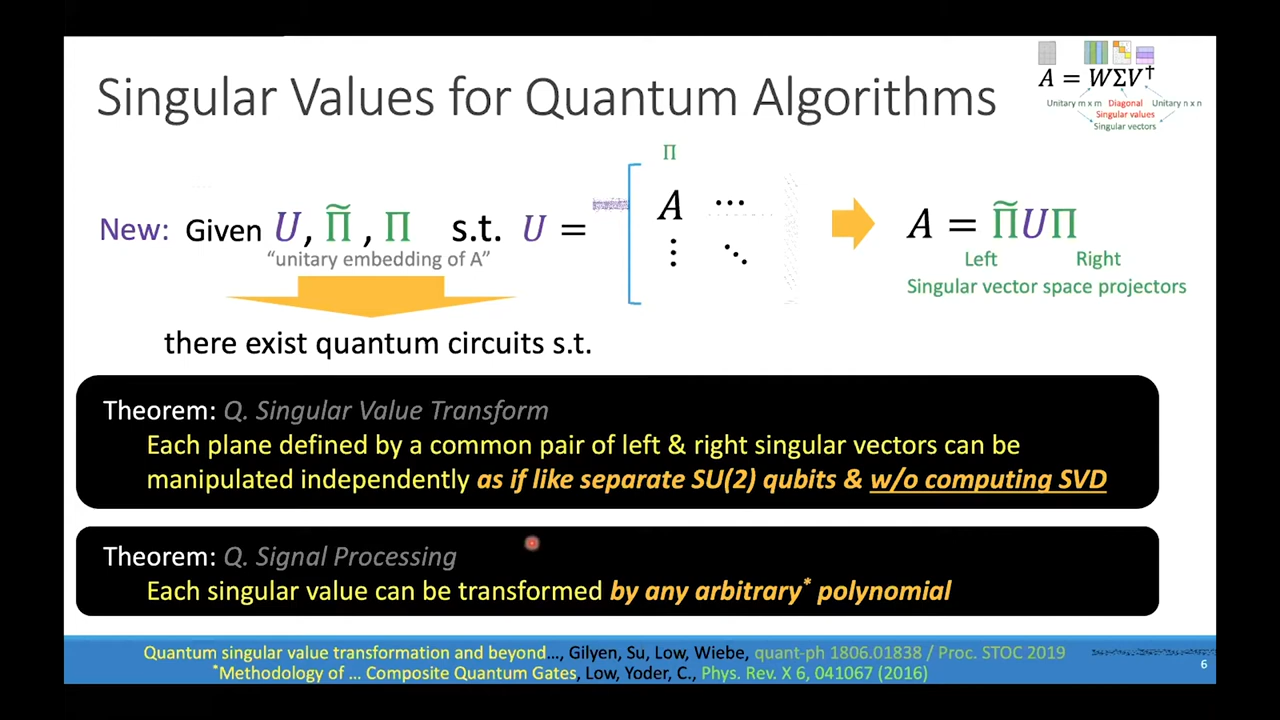 Singular Values for Quantum Algorithms
A = WΣV†
Unitary m x m Diagonal Unitary n x n
Singular values
Singular vectors
Π
New: Given U, Π̃ , Π s.t. U = [ A ⋯
⋮ ⋱
A = Π̃UΠ
“unitary embedding of A”
Left Right
Singular vector space projectors
there exist quantum circuits s.t.
Theorem: Q. Singular Value Transform
Each plane defined by a common pair of left & right singular vectors can be
manipulated independently as if like separate SU(2) qubits & w/o computing SVD
Theorem: Q. Signal Processing
Each singular value can be transformed by any arbitrary* polynomial
Quantum singular value transformation and beyond…, Gilyen, Su, Low, Wiebe, quant-ph 1806.01838 / Proc. STOC 2019
*Methodology of … Composite Quantum Gates, Low, Yoder, C., Phys. Rev. X 6, 041067 (2016)
6